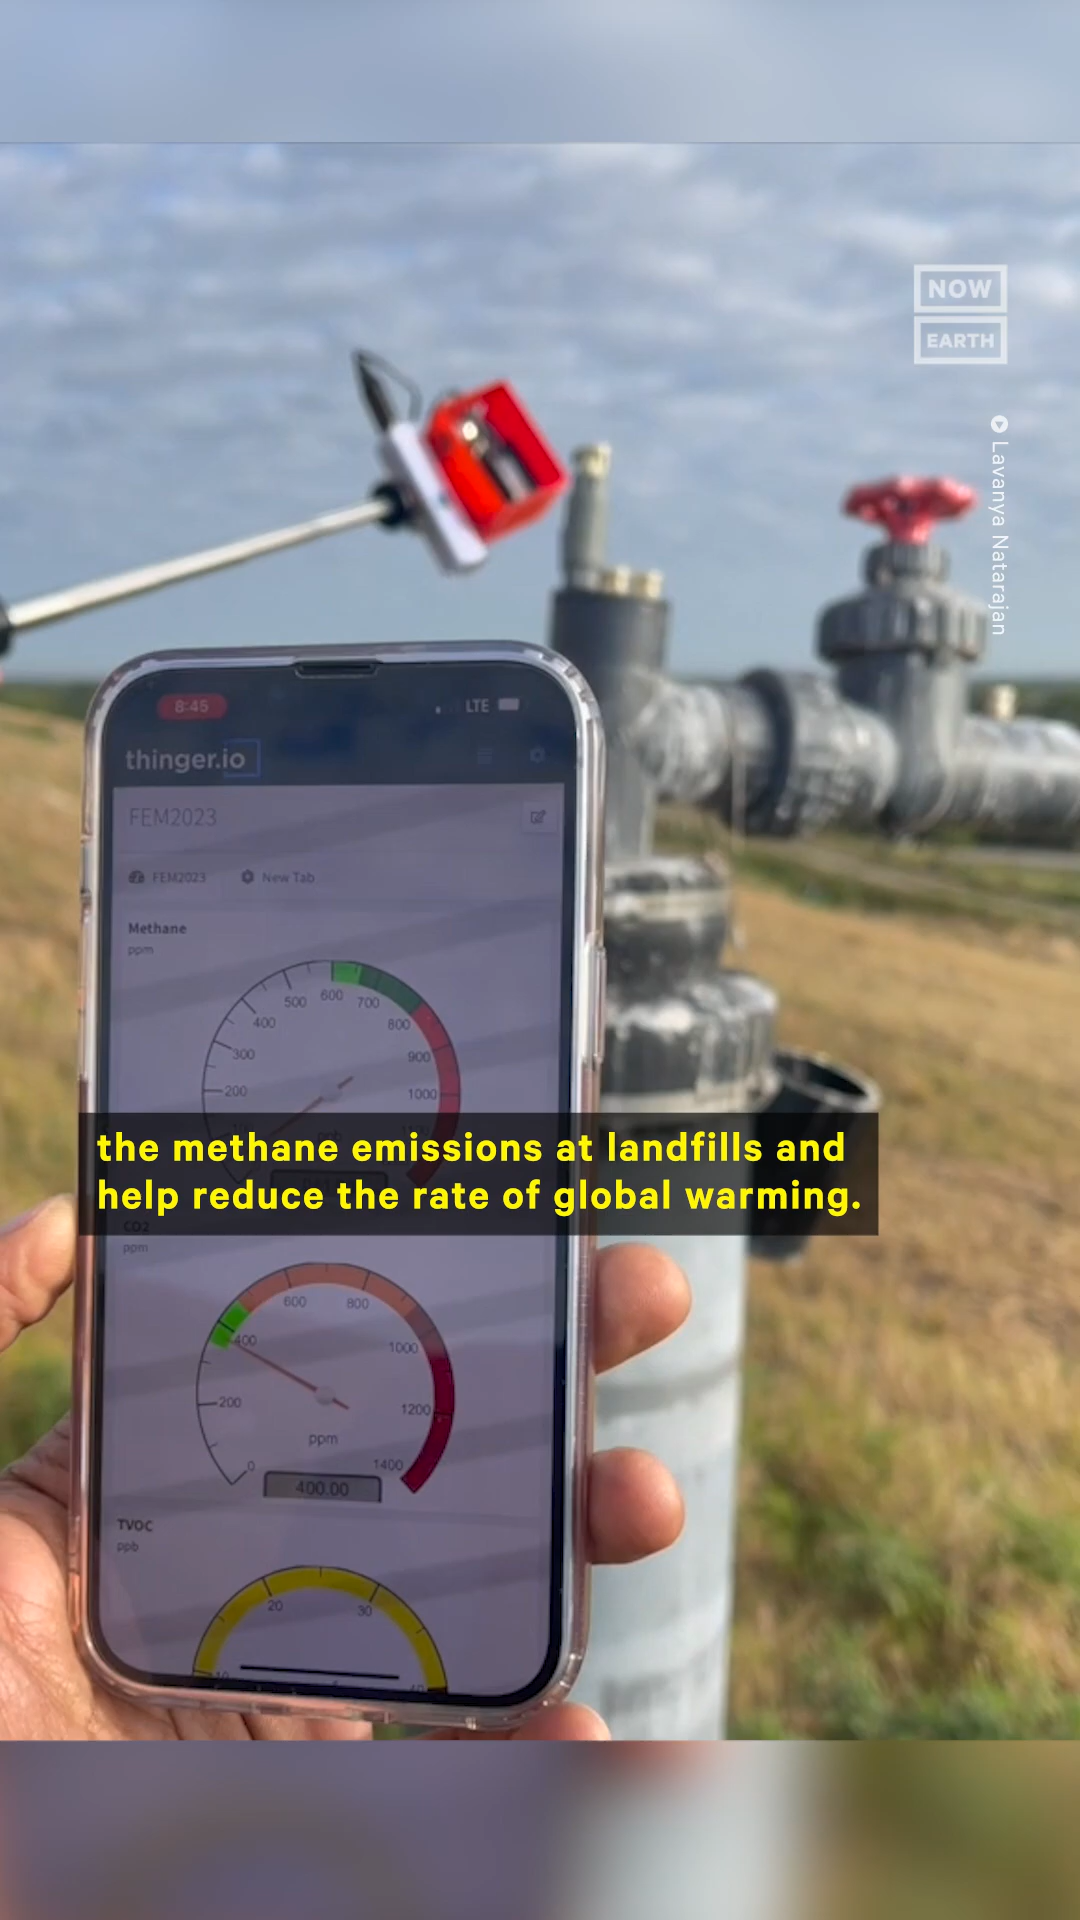 NOW
EARTH
Lavanya Natarajan
8:45
LTE
thinger.io
FEM2023
FEM2023 New Tab
Methane
ppm
200
300
400
500
600
700
800
900
1000
the methane emissions at landfills and
help reduce the rate of global warming.
CO2
ppm
0
200
400
600
800
1000
1200
1400
ppm
400.00
TVOC
ppb
10
20
30
40